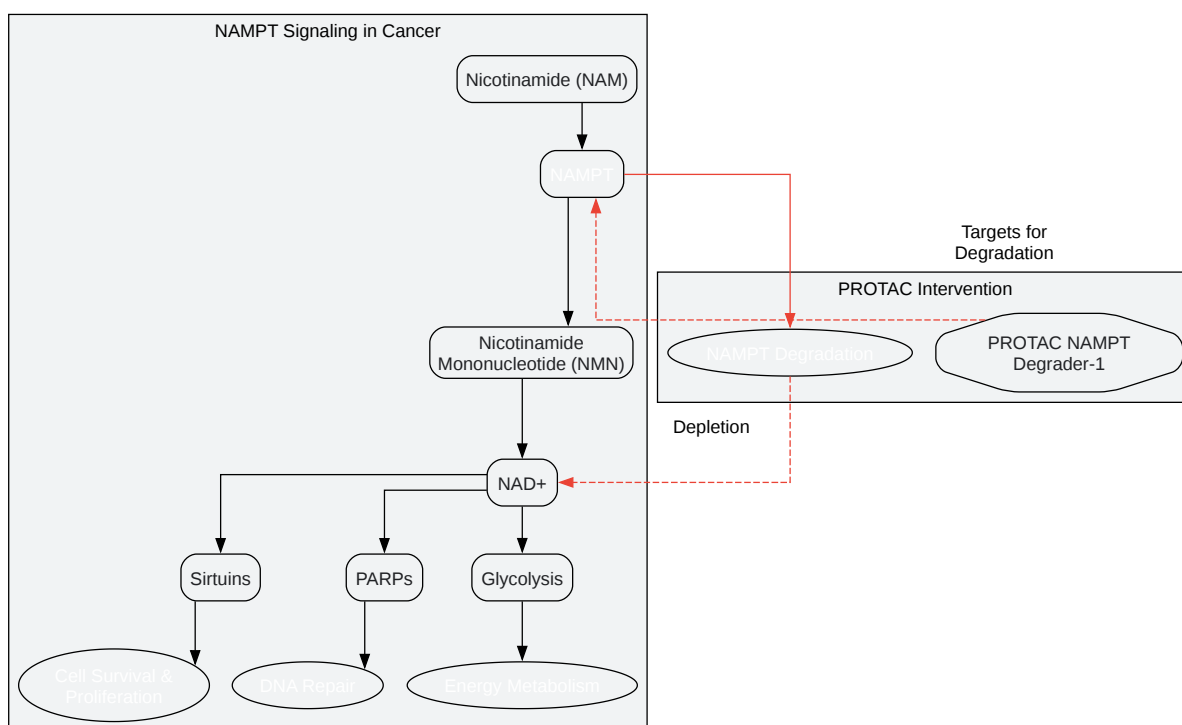 NAMPT Signaling in Cancer
Nicotinamide (NAM)
NAMPT
Targets for
Degradation
PROTAC Intervention
Nicotinamide
Mononucleotide (NMN)
NAMPT Degradation
PROTAC NAMPT
Degrader-1
Depletion
NAD+
Sirtuins
PARPs
Glycolysis
Cell Survival &
Proliferation
DNA Repair
Energy Metabolism